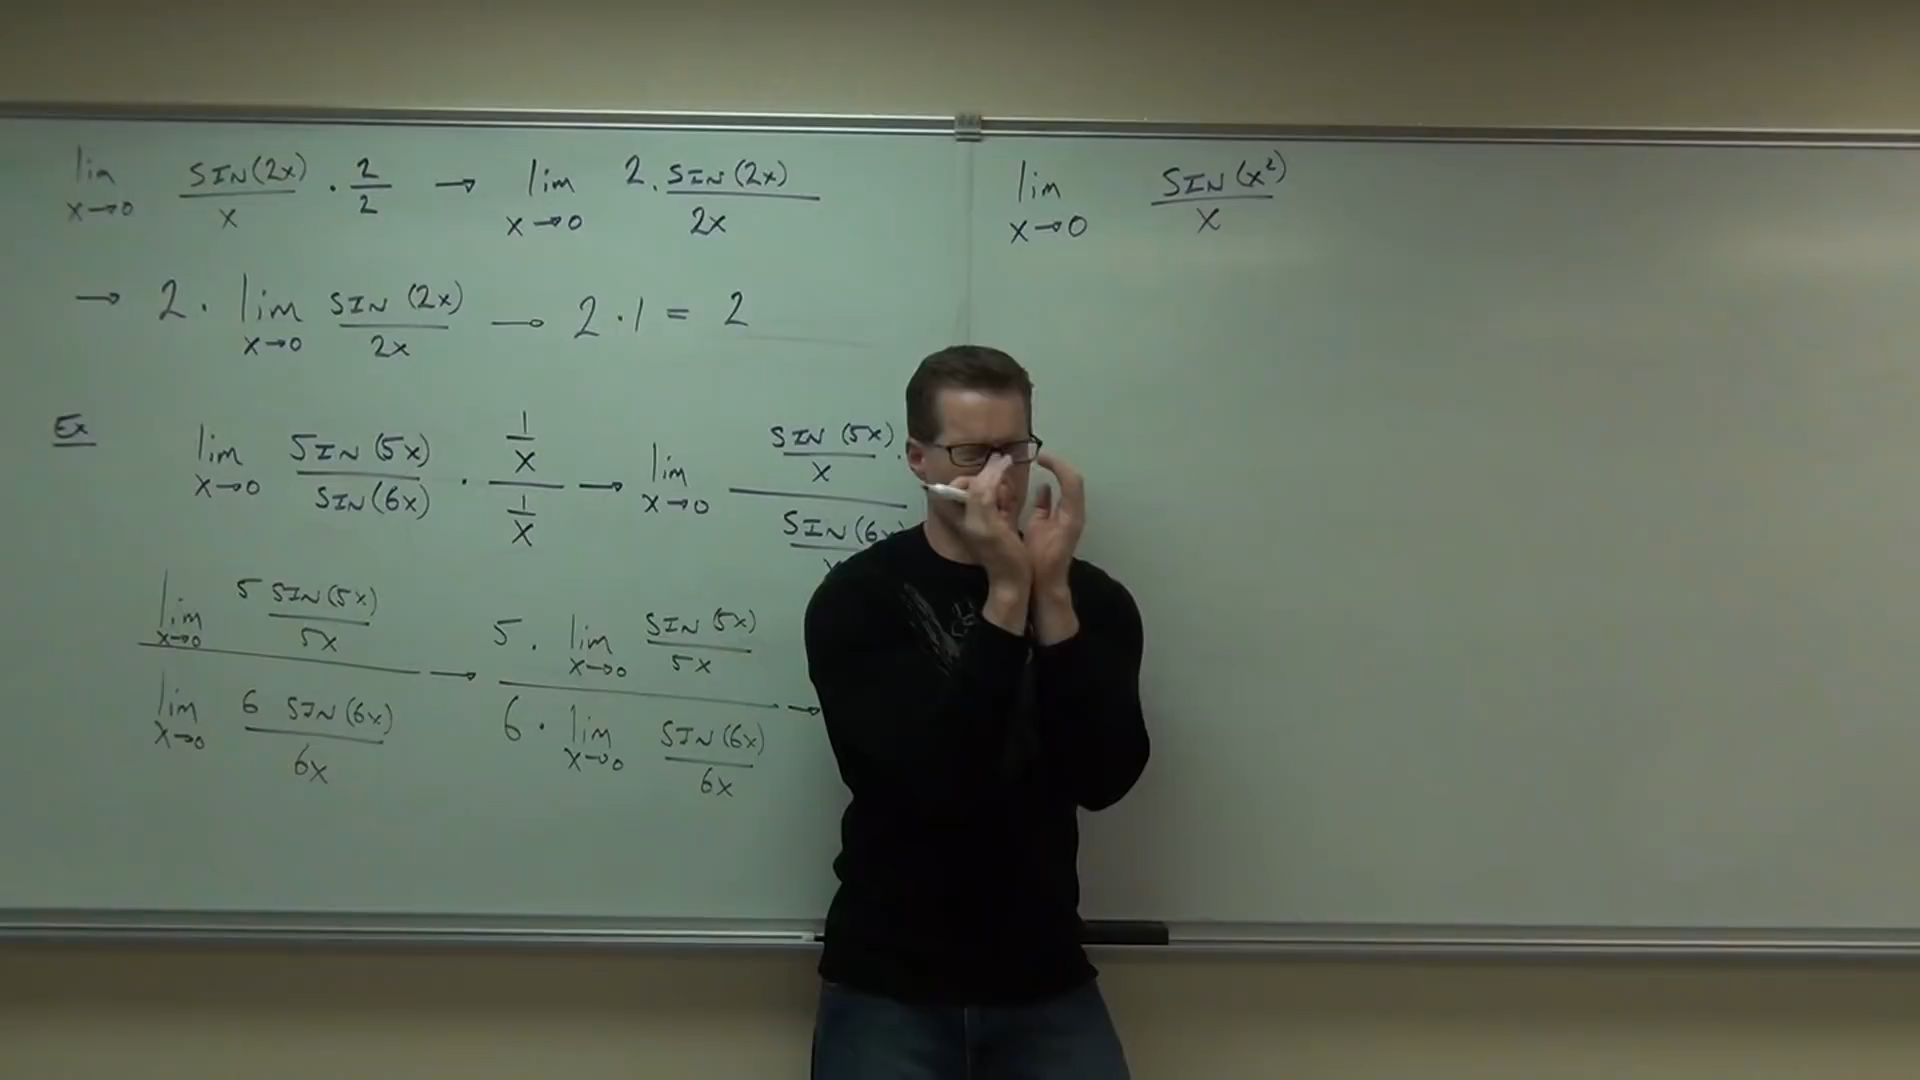 lim SIN(2x) / x · 2/2 → lim 2 · SIN(2x) / 2x
x→0 x→0
→ 2 · lim SIN (2x) / 2x → 2 · 1 = 2
x→0
Ex lim SIN (5x) / SIN(6x) · 1/x / 1/x → lim SIN (5x) / x · / SIN(6x)
x→0 x→0
lim 5 SIN(5x) / 5x → 5 · lim SIN (5x) / 5x →
x→0 x→0
lim 6 SIN(6x) / 6x 6 · lim SIN (6x) / 6x
x→0 x→0
lim SIN (x²) / x
x→0